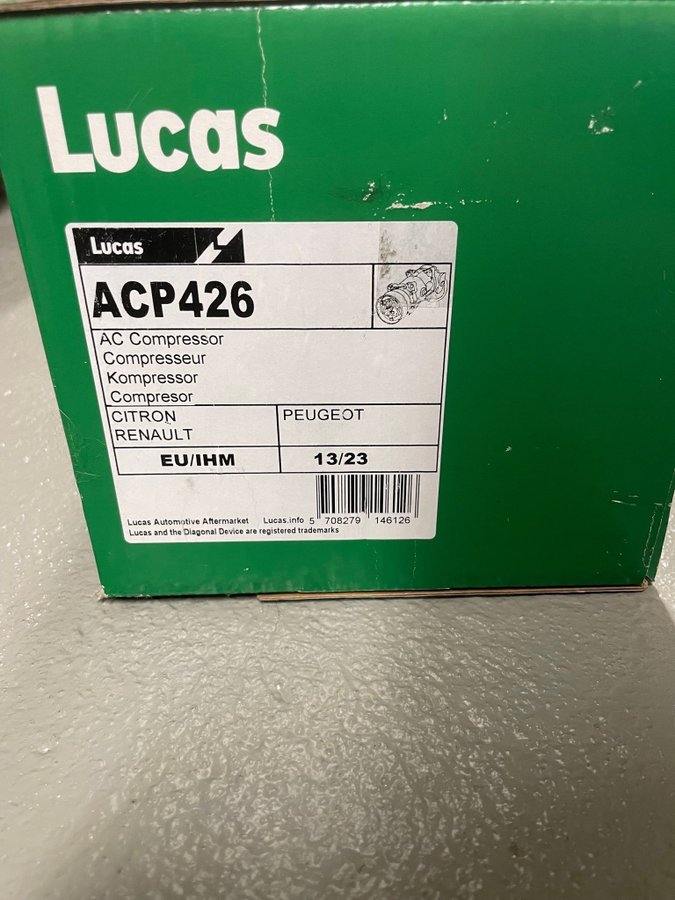 Lucas
Lucas
ACP426
AC Compressor
Compresseur
Kompressor
Compresor
CITRON PEUGEOT
RENAULT
EU/IHM 13/23
5 708279 146126
Lucas Automotive Aftermarket Lucas.info
Lucas and the Diagonal Device are registered trademarks